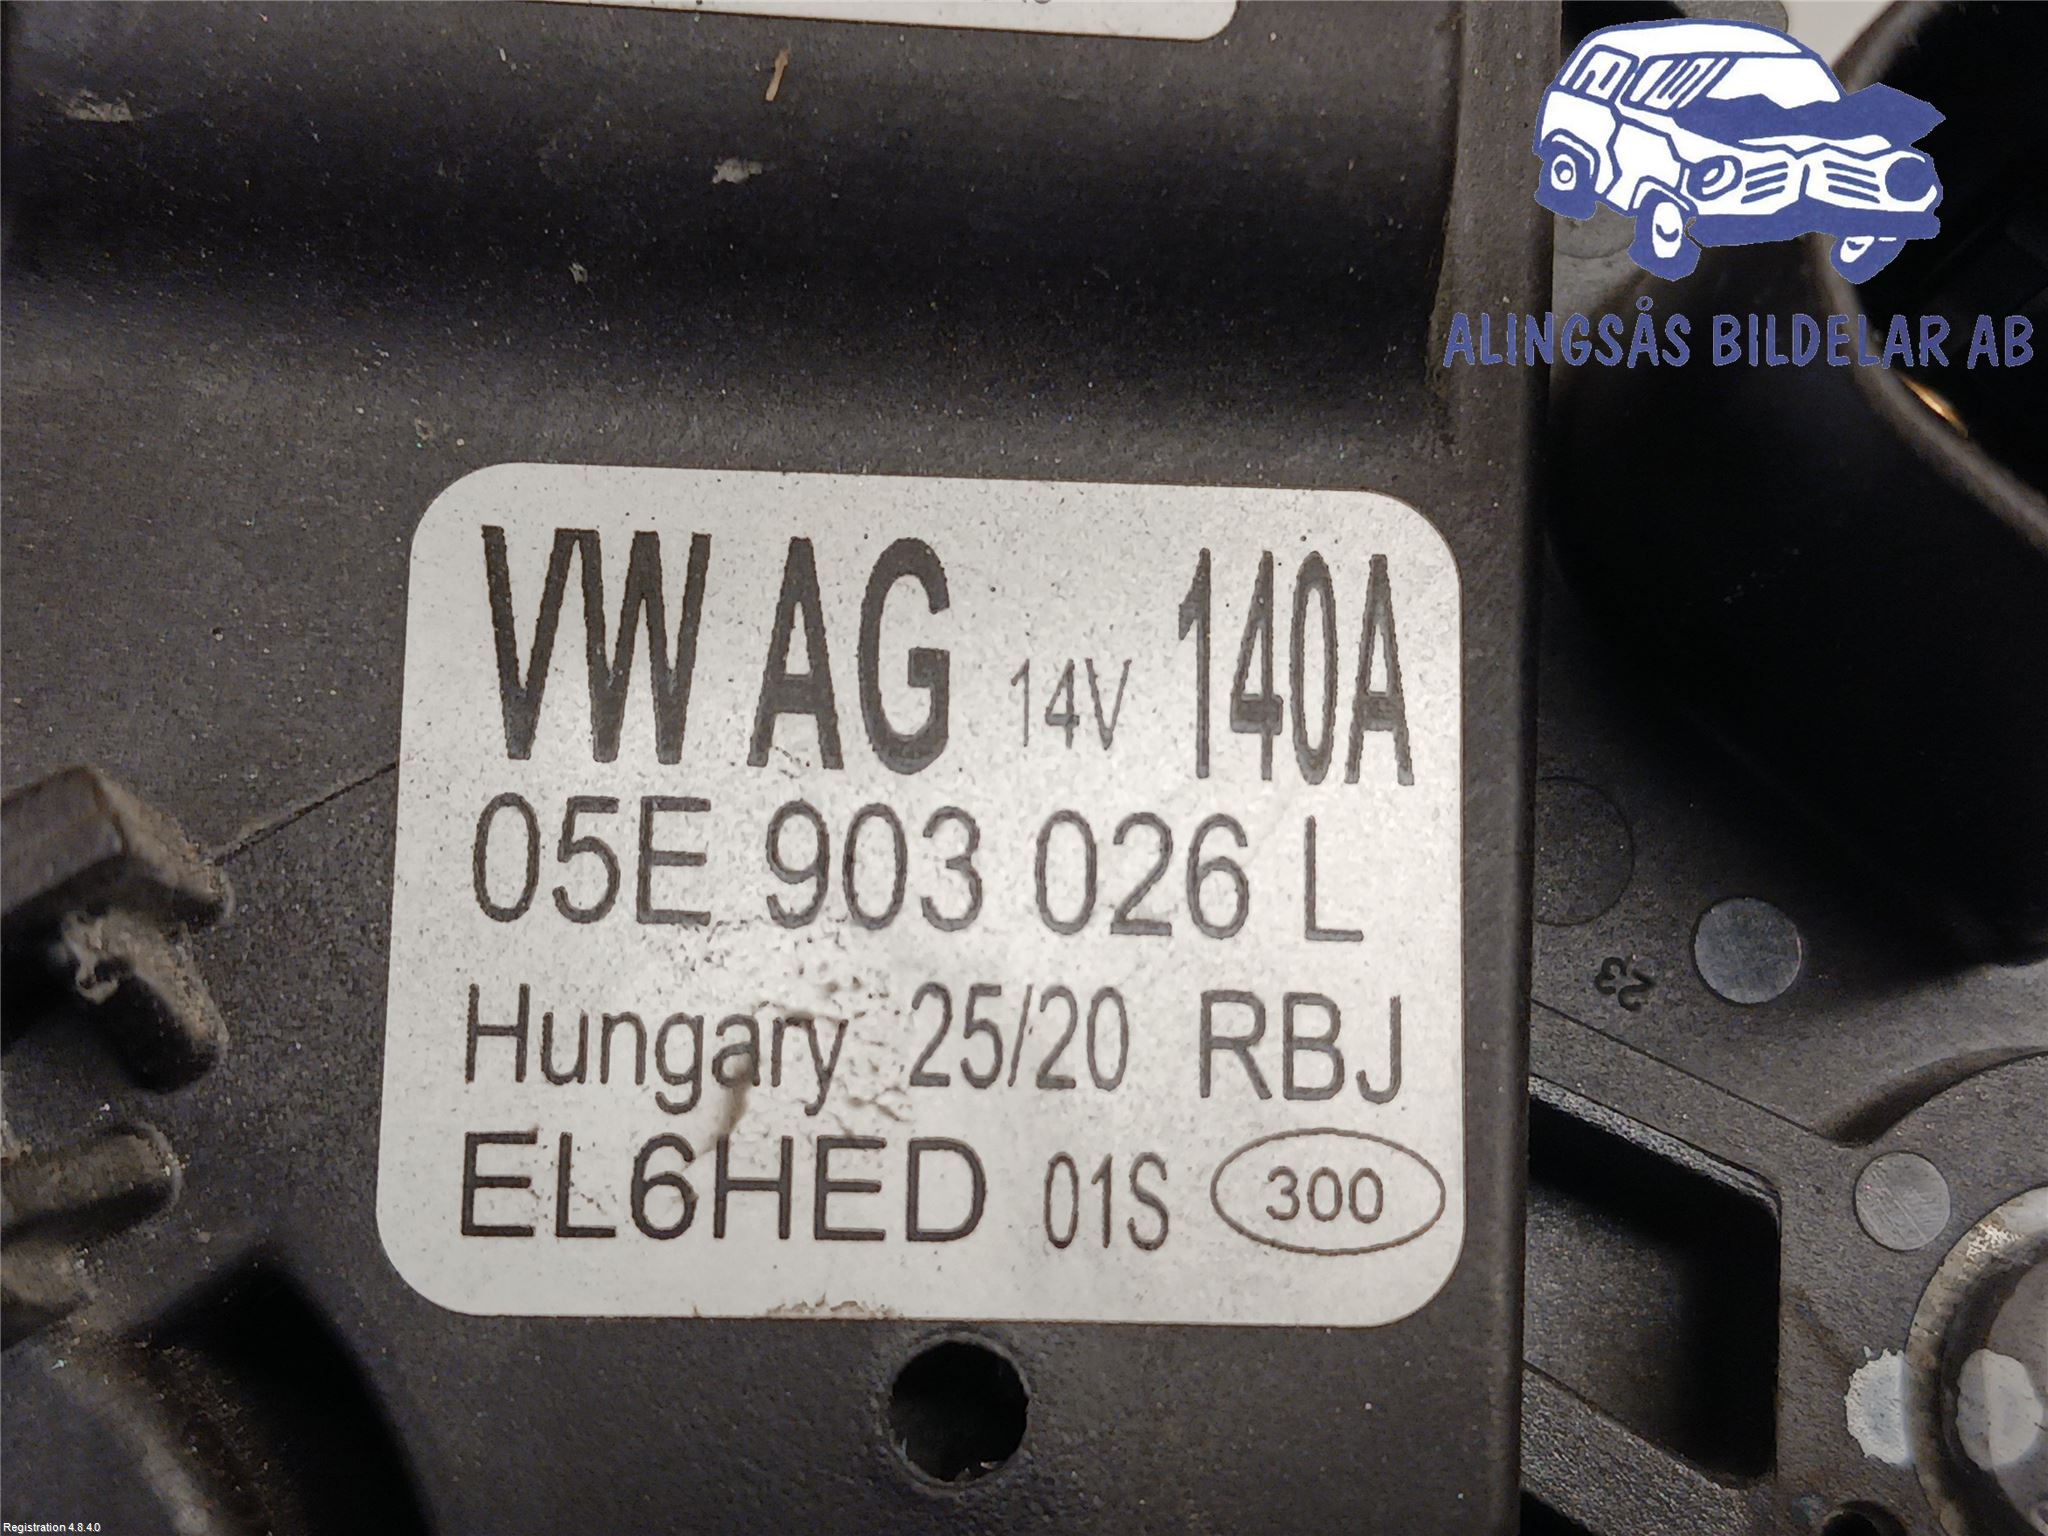 ALINGSÅS BILDELAR AB
VW AG 14V 140A
05E 903 026 L
Hungary 25/20 RBJ
EL6HED 01S 300
23
Registration 4.8.4.0